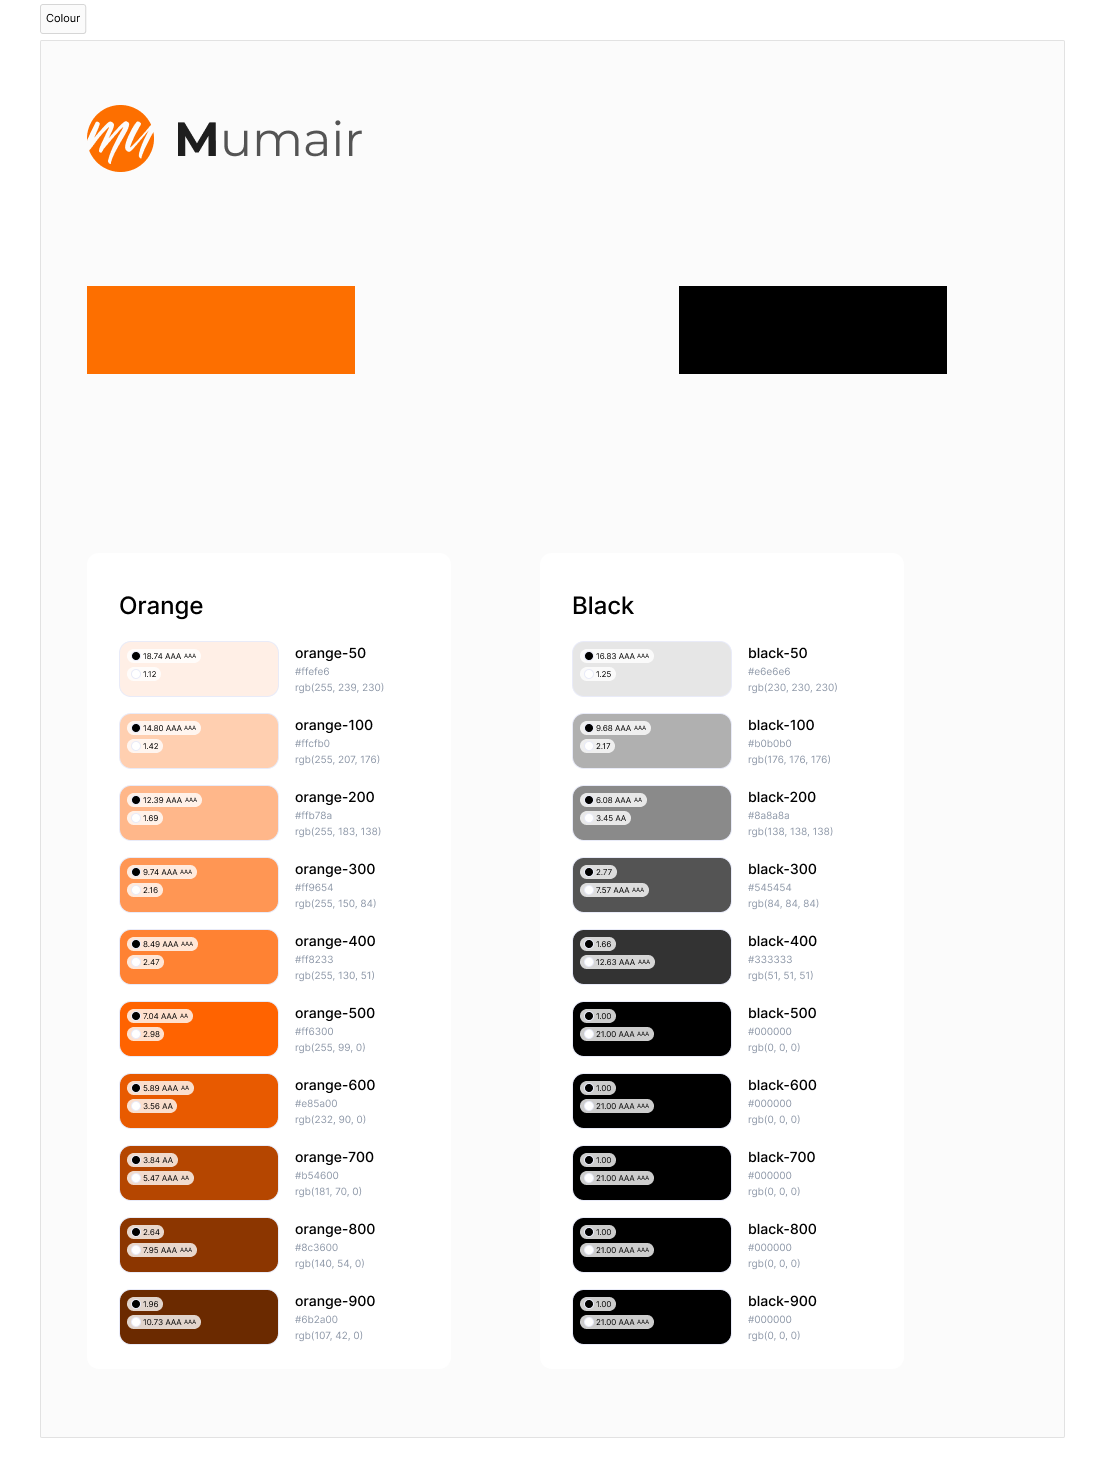 Colour
my Mumair
Orange
18.74 AAA AAA
1.12
orange-50
#ffefe6
rgb(255, 239, 230)
14.80 AAA AAA
1.42
orange-100
#ffcfb0
rgb(255, 207, 176)
12.39 AAA AAA
1.69
orange-200
#ffb78a
rgb(255, 183, 138)
9.74 AAA AAA
2.16
orange-300
#ff9654
rgb(255, 150, 84)
8.49 AAA AAA
2.47
orange-400
#ff8233
rgb(255, 130, 51)
7.04 AAA AA
2.98
orange-500
#ff6300
rgb(255, 99, 0)
5.89 AAA AA
3.56 AA
orange-600
#e85a00
rgb(232, 90, 0)
3.84 AA
5.47 AAA AA
orange-700
#b54600
rgb(181, 70, 0)
2.64
7.95 AAA AAA
orange-800
#8c3600
rgb(140, 54, 0)
1.96
10.73 AAA AAA
orange-900
#6b2a00
rgb(107, 42, 0)
Black
16.83 AAA AAA
1.25
black-50
#e6e6e6
rgb(230, 230, 230)
9.68 AAA AAA
2.17
black-100
#b0b0b0
rgb(176, 176, 176)
6.08 AAA AA
3.45 AA
black-200
#8a8a8a
rgb(138, 138, 138)
2.77
7.57 AAA AAA
black-300
#545454
rgb(84, 84, 84)
1.66
12.63 AAA AAA
black-400
#333333
rgb(51, 51, 51)
1.00
21.00 AAA AAA
black-500
#000000
rgb(0, 0, 0)
1.00
21.00 AAA AAA
black-600
#000000
rgb(0, 0, 0)
1.00
21.00 AAA AAA
black-700
#000000
rgb(0, 0, 0)
1.00
21.00 AAA AAA
black-800
#000000
rgb(0, 0, 0)
1.00
21.00 AAA AAA
black-900
#000000
rgb(0, 0, 0)